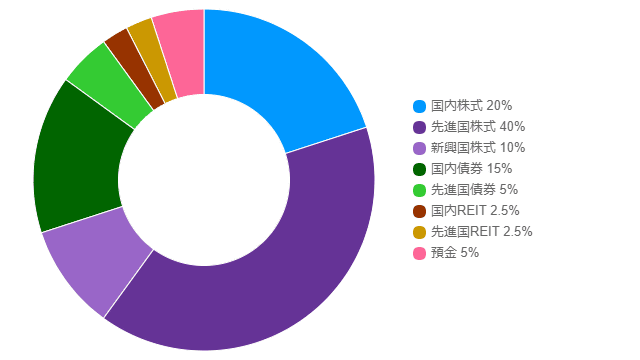 国内株式 20%
先進国株式 40%
新興国株式 10%
国内債券 15%
先進国債券 5%
国内REIT 2.5%
先進国REIT 2.5%
預金 5%